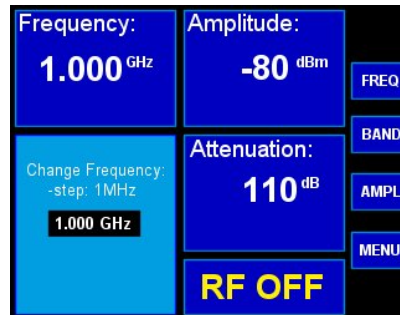 Frequency:
1.000 GHz
Amplitude:
-80 dBm
Change Frequency:
-step: 1MHz
1.000 GHz
Attenuation:
110 dB
RF OFF
FREQ
BAND
AMPL
MENU